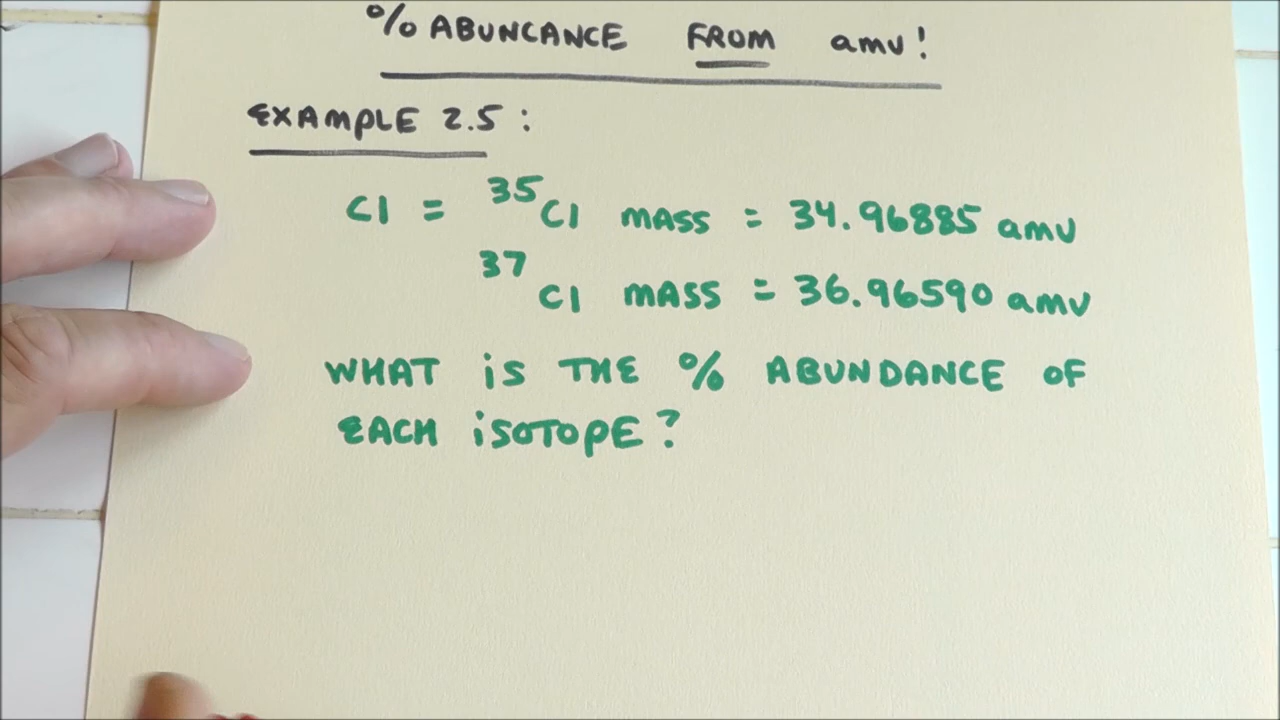 % ABUNCANCE FROM amu!
EXAMPLE 2.5:
Cl = 35Cl MASS = 34.96885 amu
37Cl MASS = 36.96590 amu
WHAT iS THE % ABUNDANCE OF
EACH iSOTOPE?